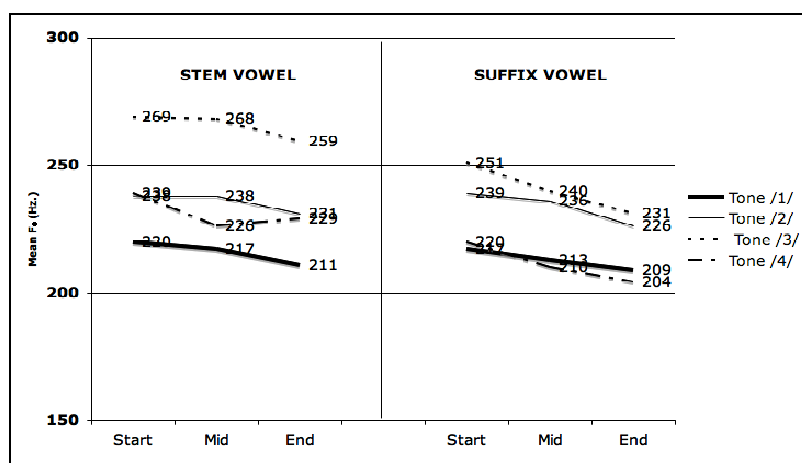 300
STEM VOWEL
SUFFIX VOWEL
269
268
259
251
250
239
238
238
231
229
226
239
240
236
231
226
220
217
211
220
217
213
210
209
204
200
150
Mean F₀ (Hz.)
Start
Mid
End
Start
Mid
End
Tone /1/
Tone /2/
Tone /3/
Tone /4/